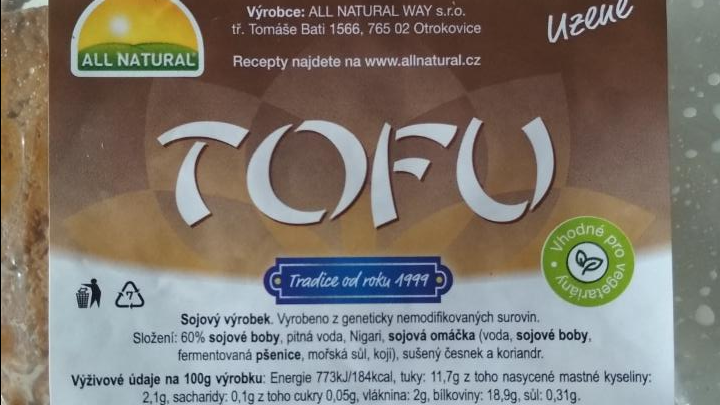 ALL NATURAL
Výrobce: ALL NATURAL WAY s.r.o.
tř. Tomáše Bati 1566, 765 02 Otrokovice
Recepty najdete na www.allnatural.cz
Uzené
TOFU
Vhodné pro vegetariány
Tradice od roku 1999
7
Sojový výrobek. Vyrobeno z geneticky nemodifikovaných surovin.
Složení: 60% sojové boby, pitná voda, Nigari, sojová omáčka (voda, sojové boby,
fermentovaná pšenice, mořská sůl, koji), sušený česnek a koriandr.
Výživové údaje na 100g výrobku: Energie 773kJ/184kcal, tuky: 11,7g z toho nasycené mastné kyseliny:
2,1g, sacharidy: 0,1g z toho cukry 0,05g, vláknina: 2g, bílkoviny: 18,9g, sůl: 0,31g.